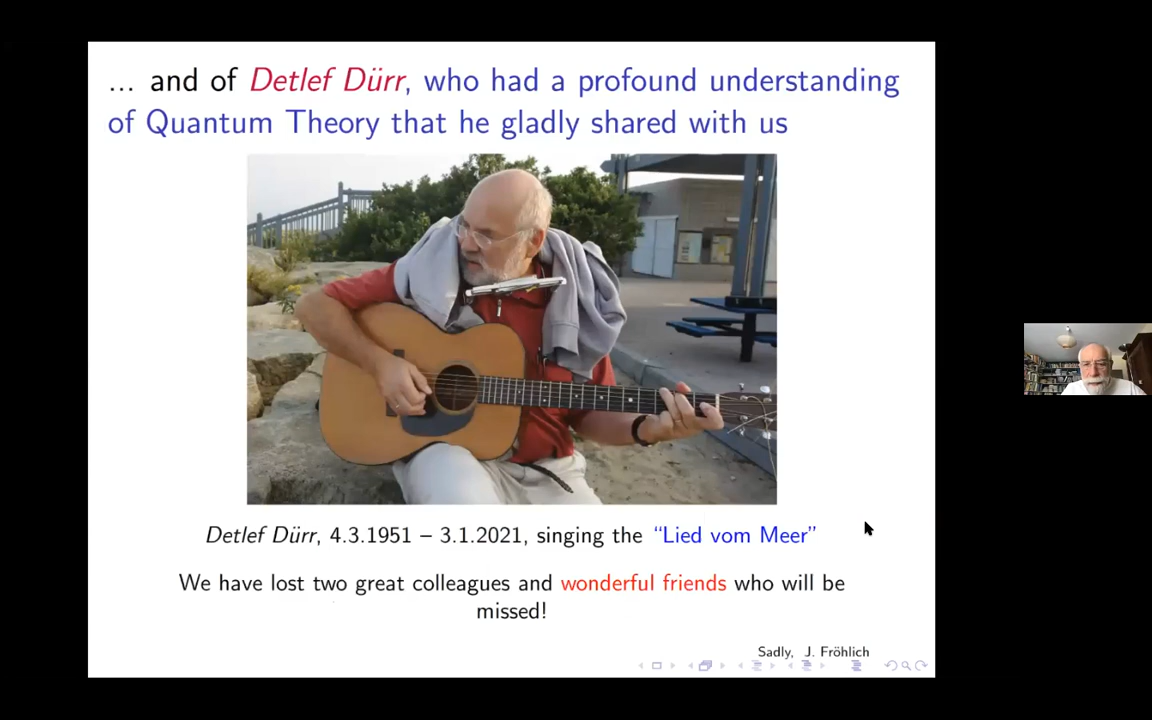 ... and of Detlef Dürr, who had a profound understanding
of Quantum Theory that he gladly shared with us
Detlef Dürr, 4.3.1951 – 3.1.2021, singing the “Lied vom Meer”
We have lost two great colleagues and wonderful friends who will be
missed!
Sadly, J. Fröhlich